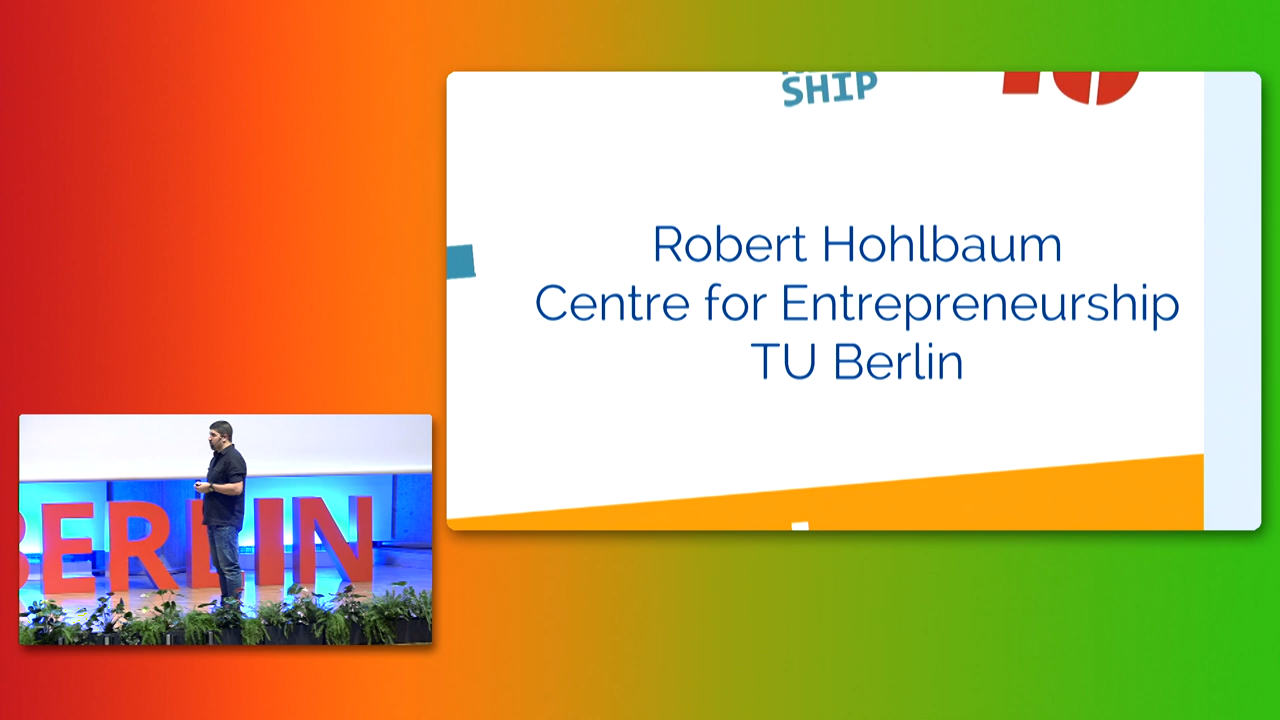 SHIP
Robert Hohlbaum
Centre for Entrepreneurship
TU Berlin
BERLIN